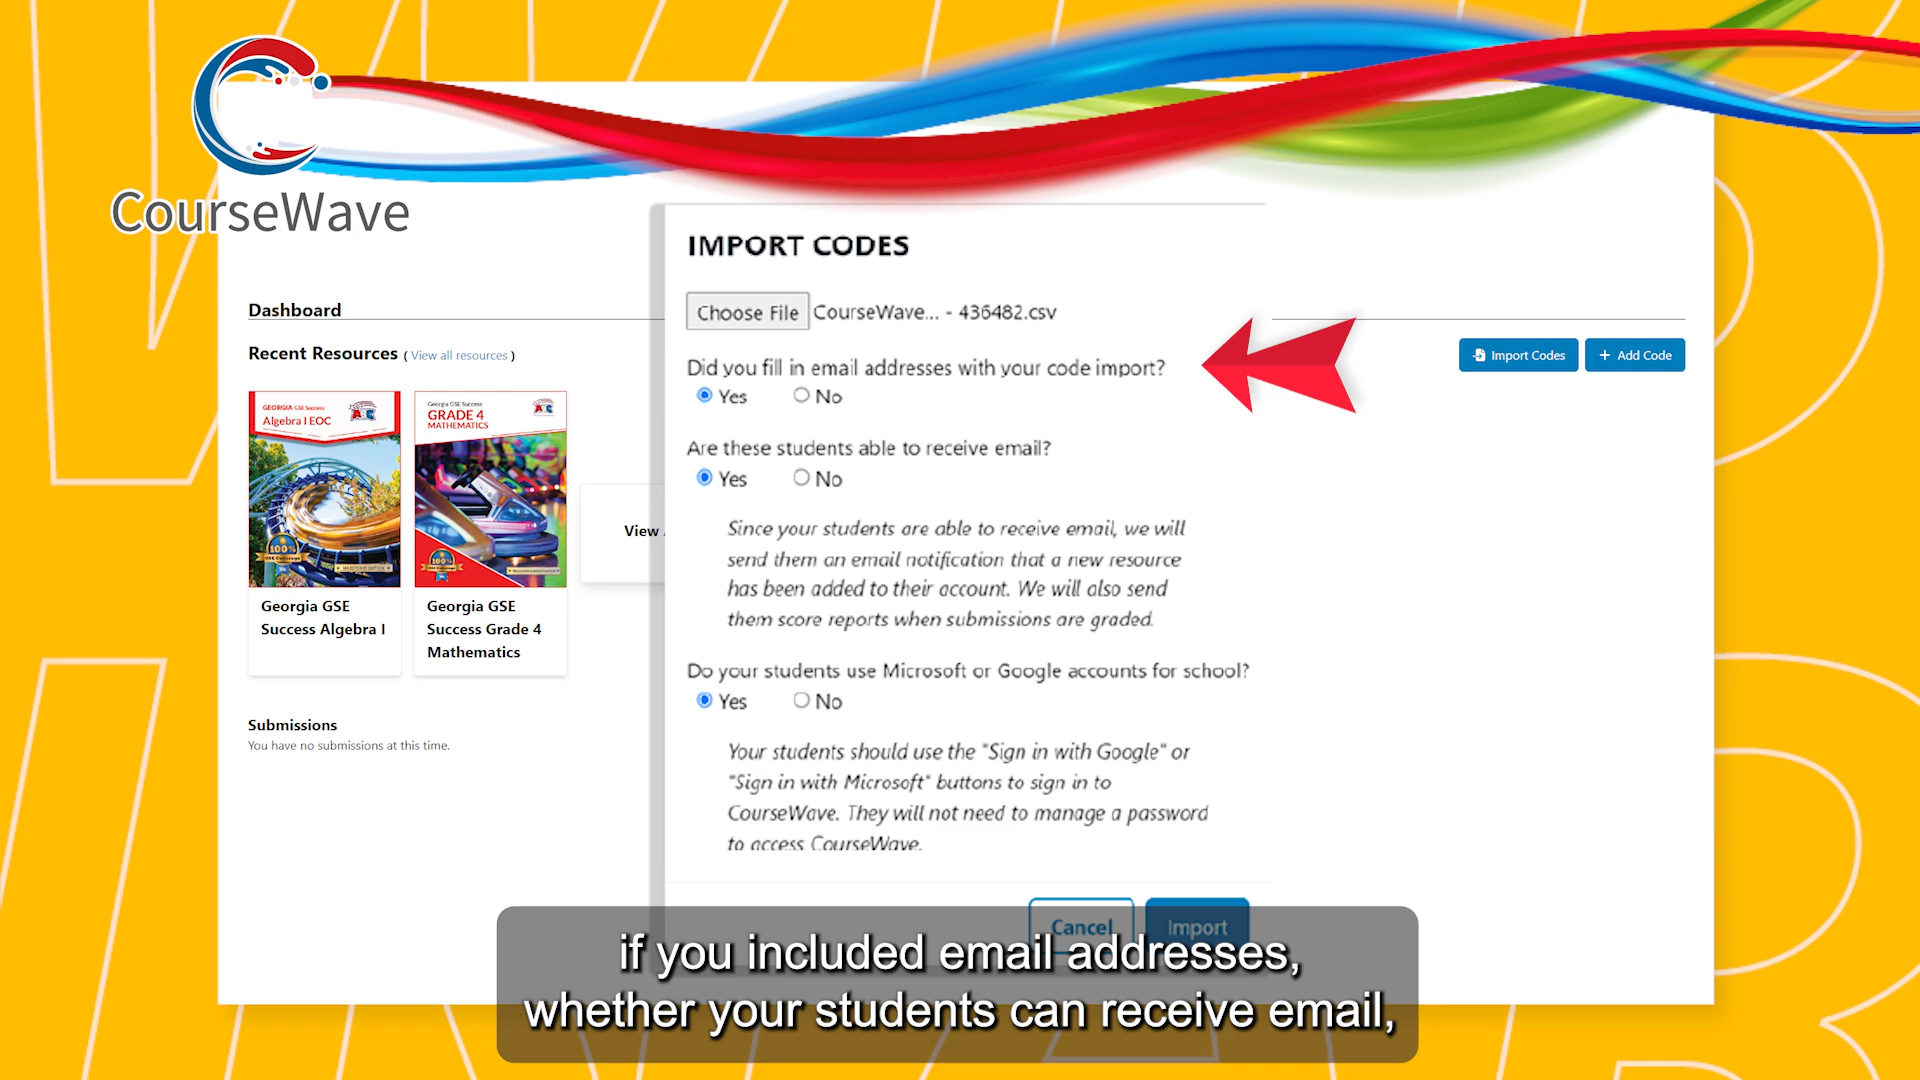 CourseWave
Dashboard
Recent Resources ( View all resources )
Import Codes
+ Add Code
GEORGIA GSE Success
Algebra I EOC
Georgia GSE Success
GRADE 4
MATHEMATICS
100%
100%
Georgia GSE
Success Algebra I
Georgia GSE
Success Grade 4
Mathematics
View
Submissions
You have no submissions at this time.
IMPORT CODES
Choose File CourseWave... - 436482.csv
Did you fill in email addresses with your code import?
Yes No
Are these students able to receive email?
Yes No
Since your students are able to receive email, we will
send them an email notification that a new resource
has been added to their account. We will also send
them score reports when submissions are graded.
Do your students use Microsoft or Google accounts for school?
Yes No
Your students should use the "Sign in with Google" or
"Sign in with Microsoft" buttons to sign in to
CourseWave. They will not need to manage a password
to access CourseWave.
Cancel Import
if you included email addresses,
whether your students can receive email,